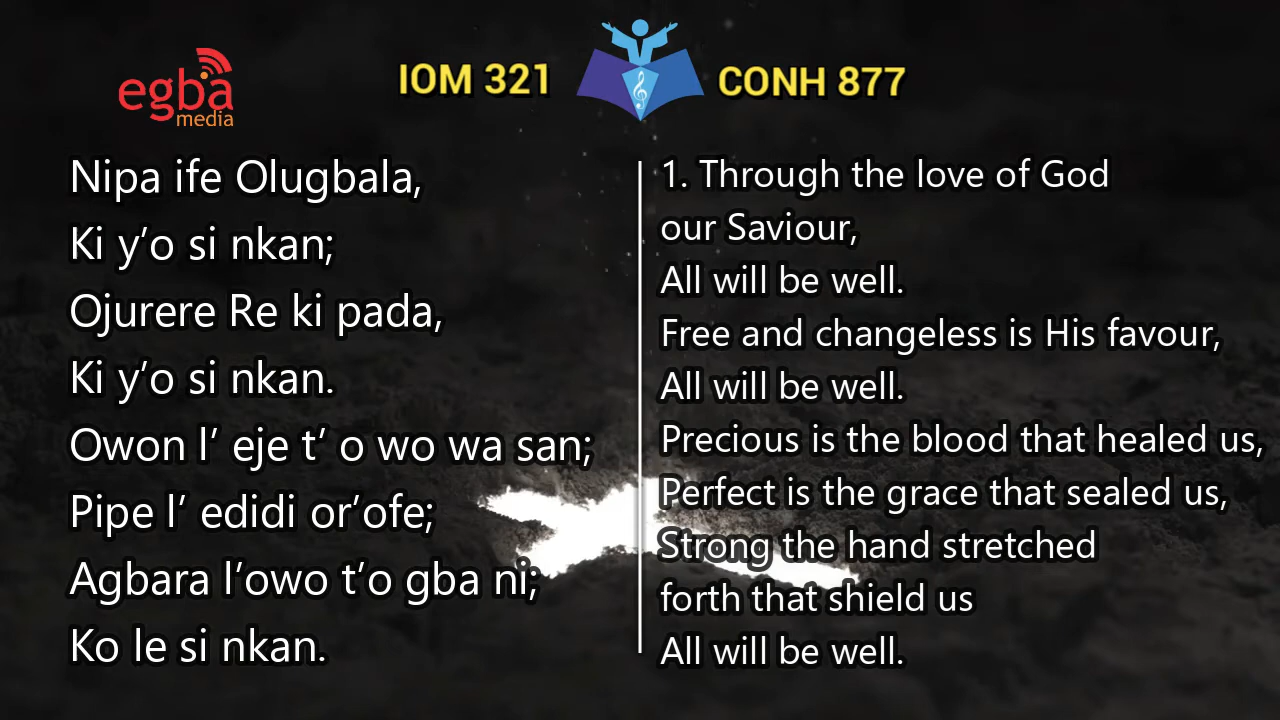 egba
media
IOM 321
CONH 877
Nipa ife Olugbala,
Ki y’o si nkan;
Ojurere Re ki pada,
Ki y’o si nkan.
Owon l’ eje t’ o wo wa san;
Pipe l’ edidi or’ofe;
Agbara l’owo t’o gba ni;
Ko le si nkan.
1. Through the love of God
our Saviour,
All will be well.
Free and changeless is His favour,
All will be well.
Precious is the blood that healed us,
Perfect is the grace that sealed us,
Strong the hand stretched
forth that shield us
All will be well.